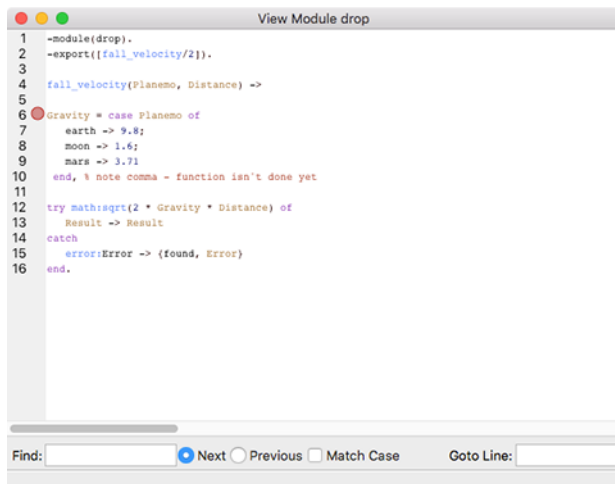 View Module drop
1 -module(drop).
2 -export([fall_velocity/2]).
3
4 fall_velocity(Planemo, Distance) ->
5
6 Gravity = case Planemo of
7 earth -> 9.8;
8 moon -> 1.6;
9 mars -> 3.71
10 end, % note comma - function isn't done yet
11
12 try math:sqrt(2 * Gravity * Distance) of
13 Result -> Result
14 catch
15 error:Error -> {found, Error}
16 end.
Find: Next Previous Match Case Goto Line: